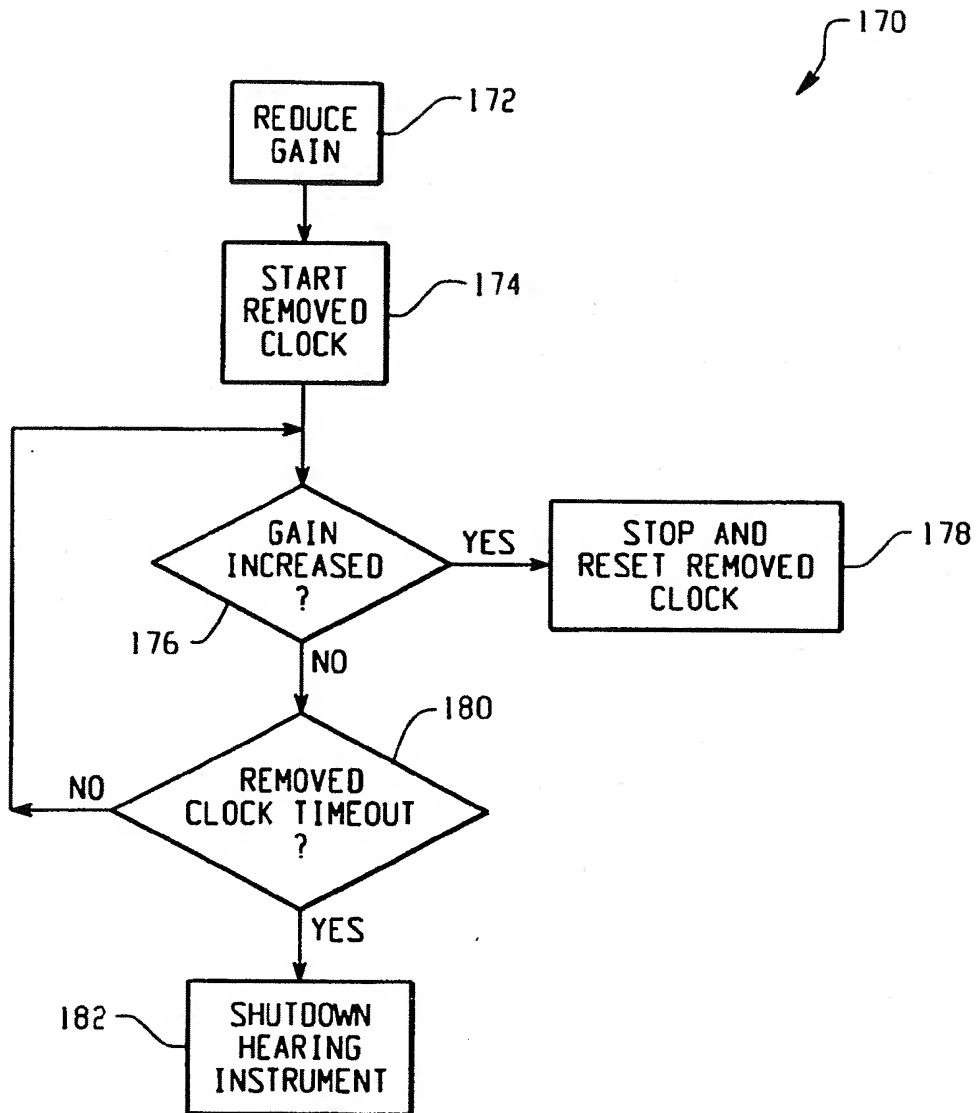 170
REDUCE
GAIN
172
START
REMOVED
CLOCK
174
GAIN
INCREASED
?
176
YES
STOP AND
RESET REMOVED
CLOCK
178
NO
180
REMOVED
CLOCK TIMEOUT
?
NO
YES
182
SHUTDOWN
HEARING
INSTRUMENT